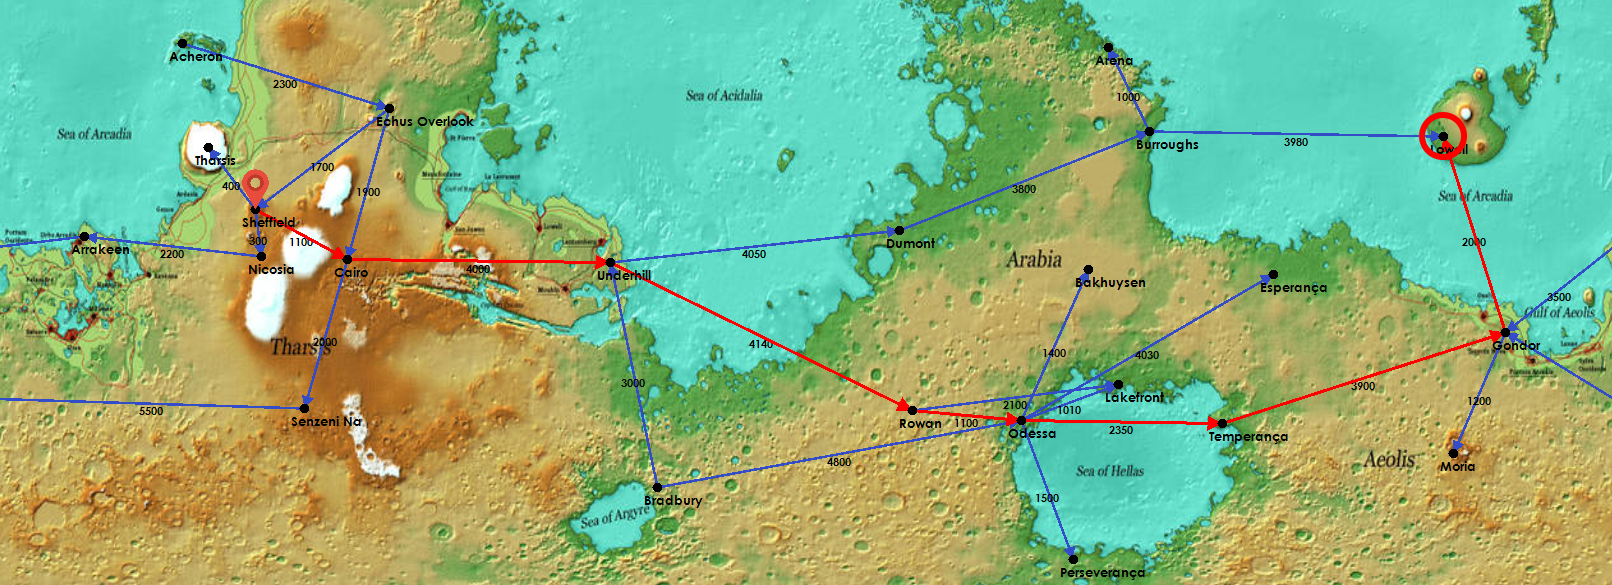 Acheron
2300
Echus Overlook
Sea of Arcadia
Tharsis
400
1700
1900
Sheffield
300
1100
Nicosia
Cairo
Arrakeen
2200
4000
Underhill
Tharsis
2000
5500
Senzeni Na
3000
Bradbury
Sea of Argyre
Sea of Acidalia
4050
Dumont
3800
4140
4800
Arena
1000
Burroughs
3980
Arabia
Bakhuysen
Esperança
1400
4030
Lakefront
2100
1010
Rowan
1100
Odessa
2350
Temperança
Sea of Hellas
1500
Perseverança
Lowell
Sea of Arcadia
2000
3500
Gulf of Aeolis
Gondor
3900
1200
Aeolis
Moria
Lowell